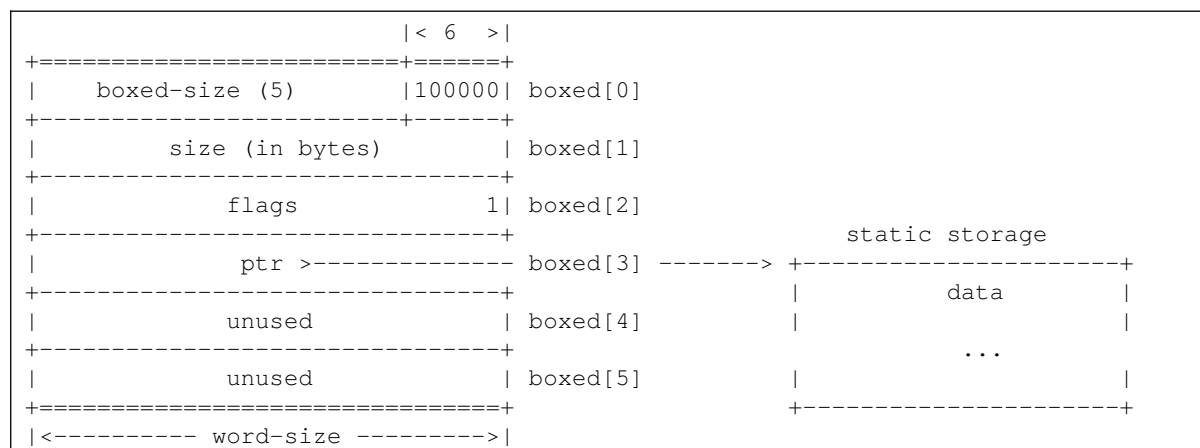 |< 6  >|
+=========================+======+
|    boxed-size (5)       |100000| boxed[0]
+-------------------------+------+
|         size (in bytes)        | boxed[1]
+--------------------------------+
|             flags             1| boxed[2]
+--------------------------------+                       static storage
|              ptr >-------------- boxed[3] -------> +----------------------+
+--------------------------------+                   |          data        |
|             unused             | boxed[4]          |                      |
+--------------------------------+                               ...
|             unused             | boxed[5]          |                      |
+================================+                   +----------------------+
|<---------- word-size --------->|